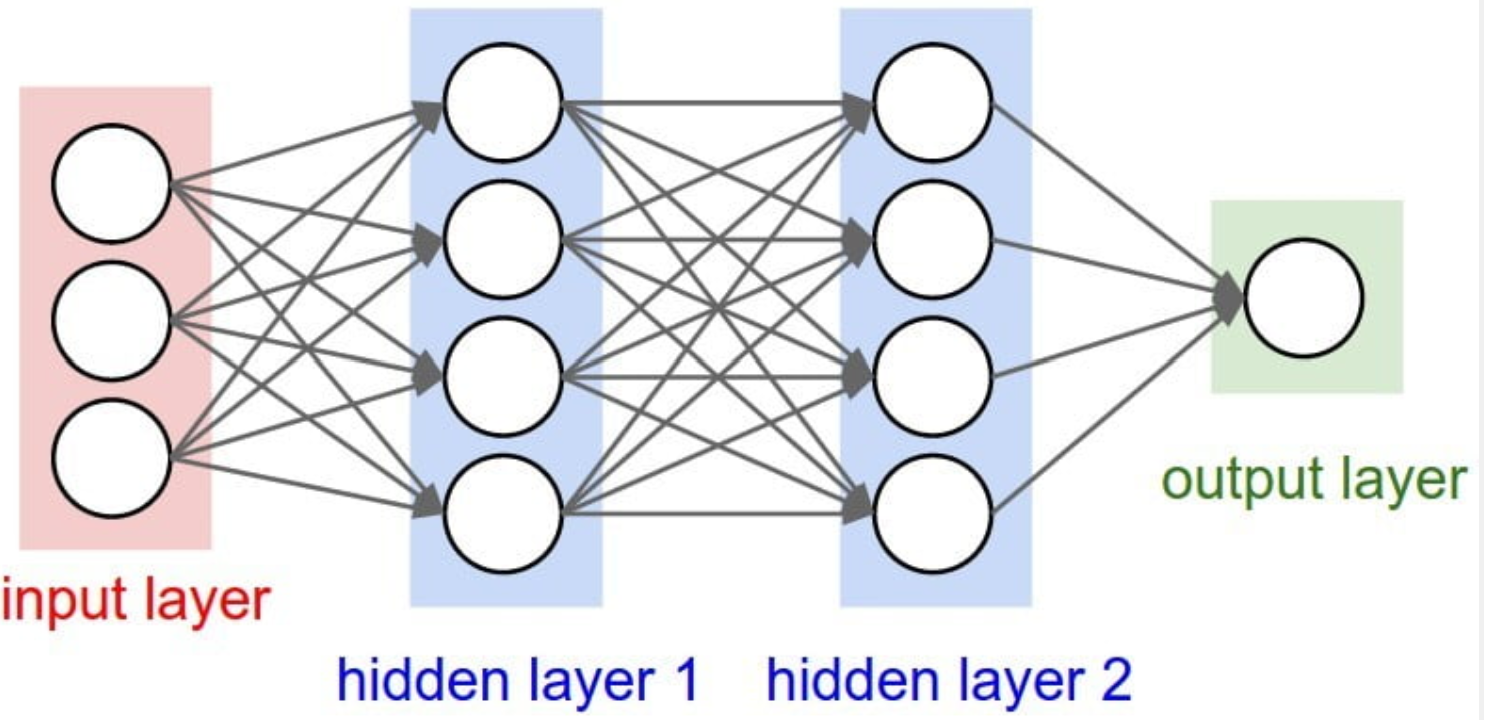 input layer
hidden layer 1
hidden layer 2
output layer